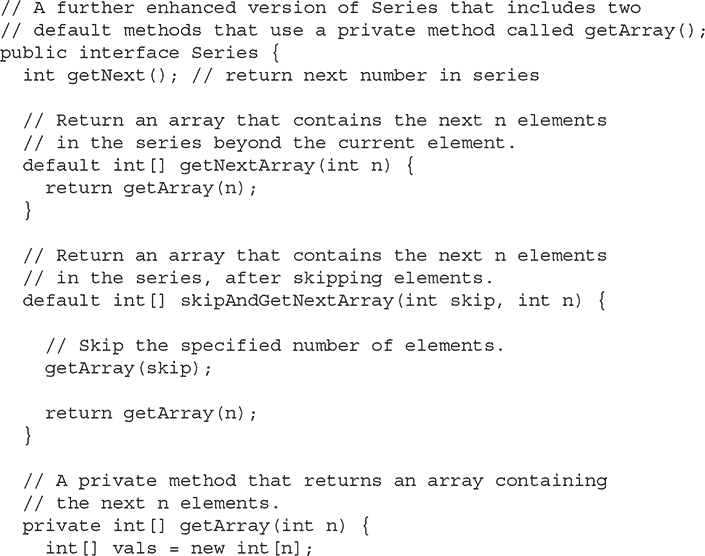 // A further enhanced version of Series that includes two
// default methods that use a private method called getArray();
public interface Series {
  int getNext(); // return next number in series

  // Return an array that contains the next n elements
  // in the series beyond the current element.
  default int[] getNextArray(int n) {
    return getArray(n);
  }

  // Return an array that contains the next n elements
  // in the series, after skipping elements.
  default int[] skipAndGetNextArray(int skip, int n) {

    // Skip the specified number of elements.
    getArray(skip);

    return getArray(n);
  }

  // A private method that returns an array containing
  // the next n elements.
  private int[] getArray(int n) {
    int[] vals = new int[n];